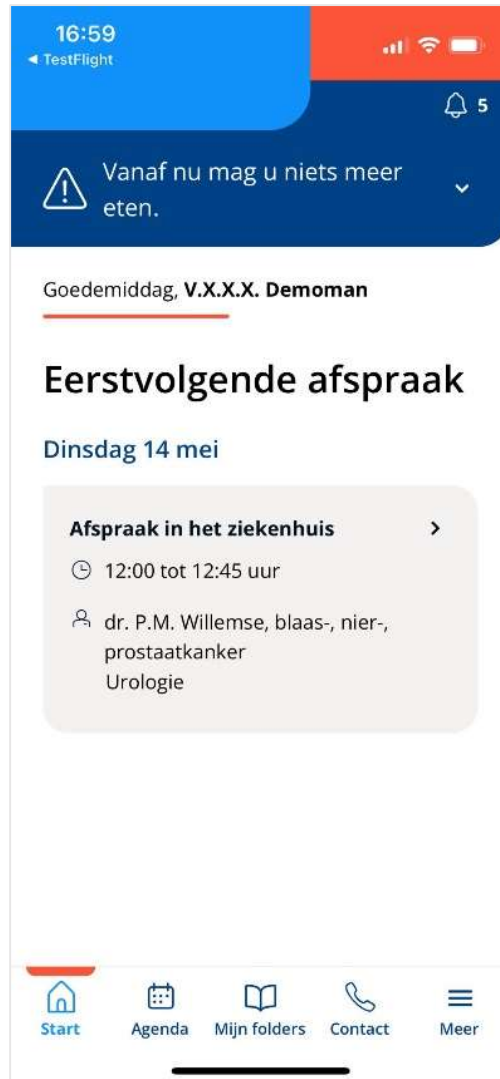 16:59
◀ TestFlight
5
Vanaf nu mag u niets meer
eten.
Goedemiddag, V.X.X.X. Demoman
Eerstvolgende afspraak
Dinsdag 14 mei
Afspraak in het ziekenhuis
12:00 tot 12:45 uur
dr. P.M. Willemse, blaas-, nier-,
prostaatkanker
Urologie
Start Agenda Mijn folders Contact Meer